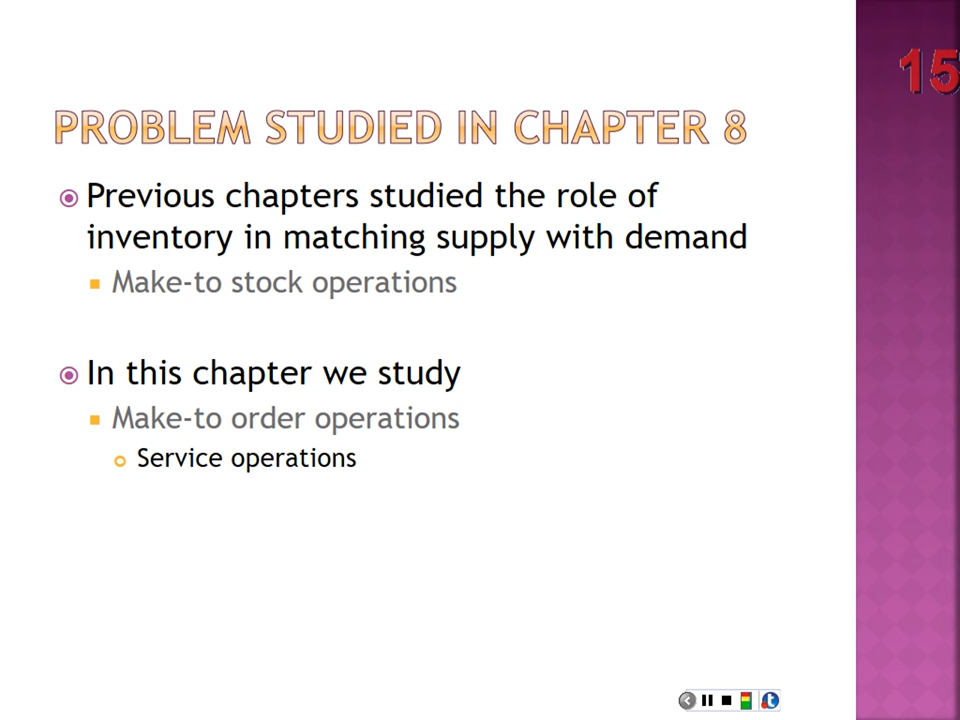 15
PROBLEM STUDIED IN CHAPTER 8
Previous chapters studied the role of
inventory in matching supply with demand
Make-to stock operations
In this chapter we study
Make-to order operations
Service operations